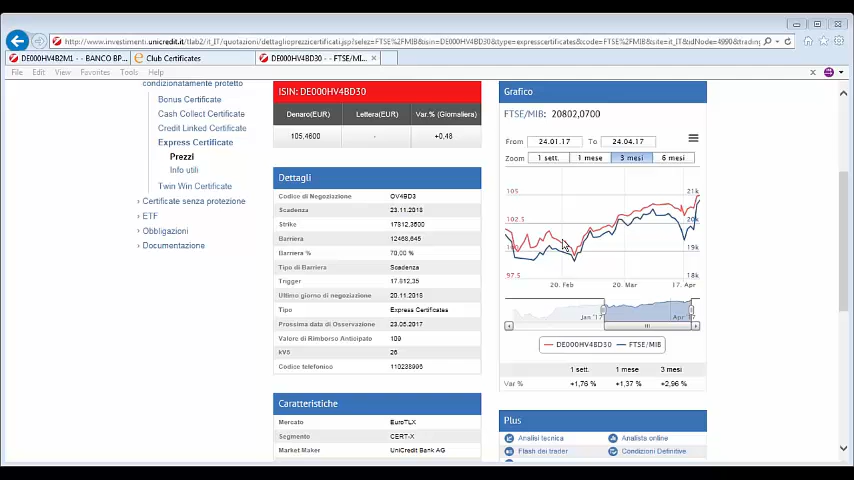 http://www.investimenti.unicredit.it/tlab2/it_IT/quotazioni/dettaglioprezzicertificati.jsp?selez=FTSE%2FMIB&isin=DE000HV4BD30&type=expresscertificates&code=FTSE%2FMIB&site=it_IT&idNode=4990&trading
DE000HV4B2M1 - - BANCO BP...
Club Certificates
DE000HV4BD30 - - FTSE/MI...
File Edit View Favorites Tools Help
condizionatamente protetto
Bonus Certificate
Cash Collect Certificate
Credit Linked Certificate
Express Certificate
Prezzi
Info utili
Twin Win Certificate
Certificate senza protezione
ETF
Obbligazioni
Documentazione
ISIN: DE000HV4BD30
Denaro(EUR) Lettera(EUR) Var.% (Giornaliera)
105,4600 - +0,48
Dettagli
Codice di Negoziazione OV4BD3
Scadenza 23.11.2018
Strike 17812,3500
Barriera 12468,645
Barriera % 70,00 %
Tipo di Barriera Scadenza
Trigger 17.812,35
Ultimo giorno di negoziazione 20.11.2018
Tipo Express Certificates
Prossima data di Osservazione 23.05.2017
Valore di Rimborso Anticipato 109
kVS 26
Codice telefonico 110238995
Caratteristiche
Mercato EuroTLX
Segmento CERT-X
Market Maker UniCredit Bank AG
Grafico
FTSE/MIB: 20802,0700
From 24.01.17 To 24.04.17
Zoom 1 sett. 1 mese 3 mesi 6 mesi
105 21k
102.5 20k
100 19k
97.5 18k
20. Feb 20. Mar 17. Apr
Jan '17 Apr '17
DE000HV4BD30 FTSE/MIB
1 sett. 1 mese 3 mesi
Var % +1,76 % +1,37 % +2,96 %
Plus
Analisi tecnica Analista online
Flash dei trader Condizioni Definitive